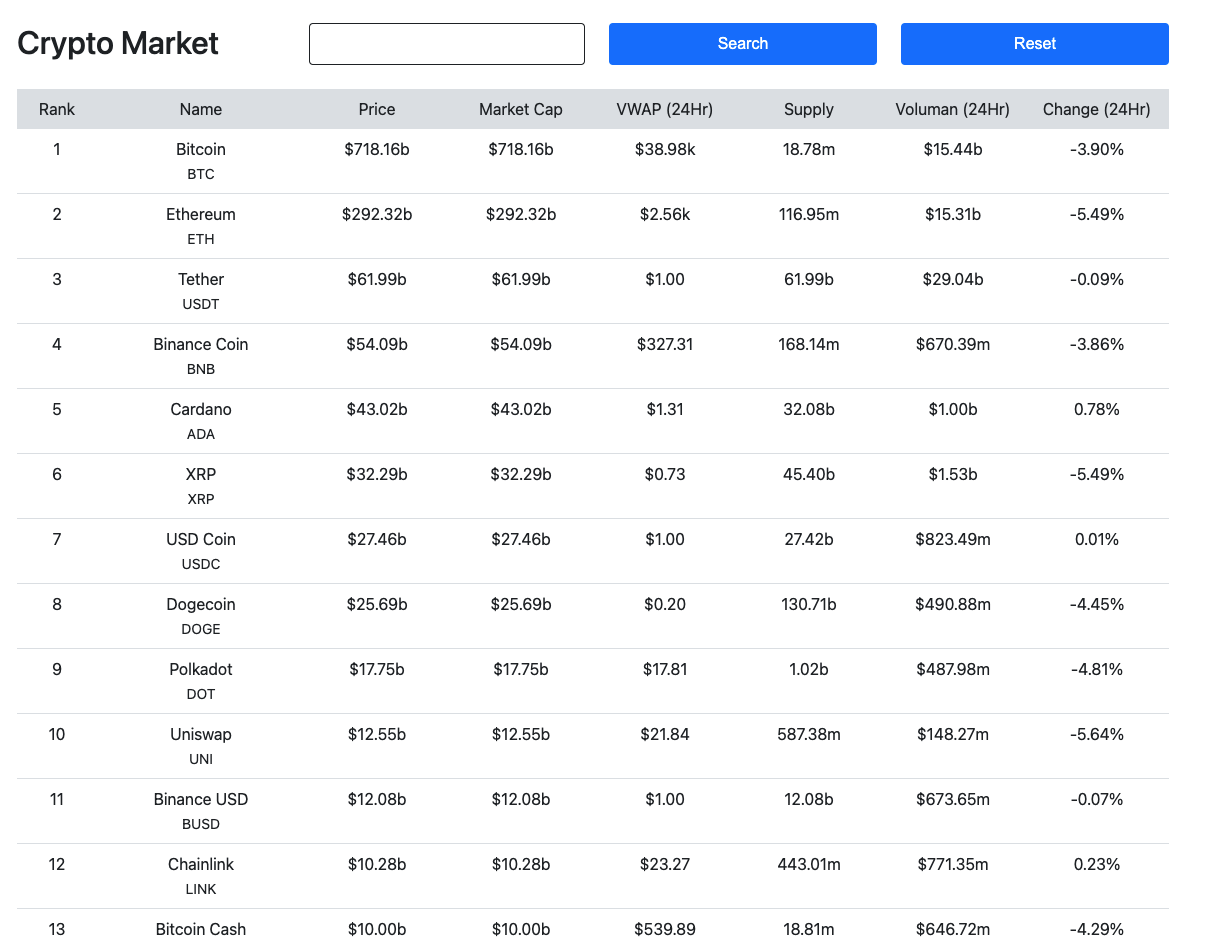 Crypto Market Search Reset
Rank Name Price Market Cap VWAP (24Hr) Supply Voluman (24Hr) Change (24Hr)
1 Bitcoin $718.16b $718.16b $38.98k 18.78m $15.44b -3.90%
BTC
2 Ethereum $292.32b $292.32b $2.56k 116.95m $15.31b -5.49%
ETH
3 Tether $61.99b $61.99b $1.00 61.99b $29.04b -0.09%
USDT
4 Binance Coin $54.09b $54.09b $327.31 168.14m $670.39m -3.86%
BNB
5 Cardano $43.02b $43.02b $1.31 32.08b $1.00b 0.78%
ADA
6 XRP $32.29b $32.29b $0.73 45.40b $1.53b -5.49%
XRP
7 USD Coin $27.46b $27.46b $1.00 27.42b $823.49m 0.01%
USDC
8 Dogecoin $25.69b $25.69b $0.20 130.71b $490.88m -4.45%
DOGE
9 Polkadot $17.75b $17.75b $17.81 1.02b $487.98m -4.81%
DOT
10 Uniswap $12.55b $12.55b $21.84 587.38m $148.27m -5.64%
UNI
11 Binance USD $12.08b $12.08b $1.00 12.08b $673.65m -0.07%
BUSD
12 Chainlink $10.28b $10.28b $23.27 443.01m $771.35m 0.23%
LINK
13 Bitcoin Cash $10.00b $10.00b $539.89 18.81m $646.72m -4.29%